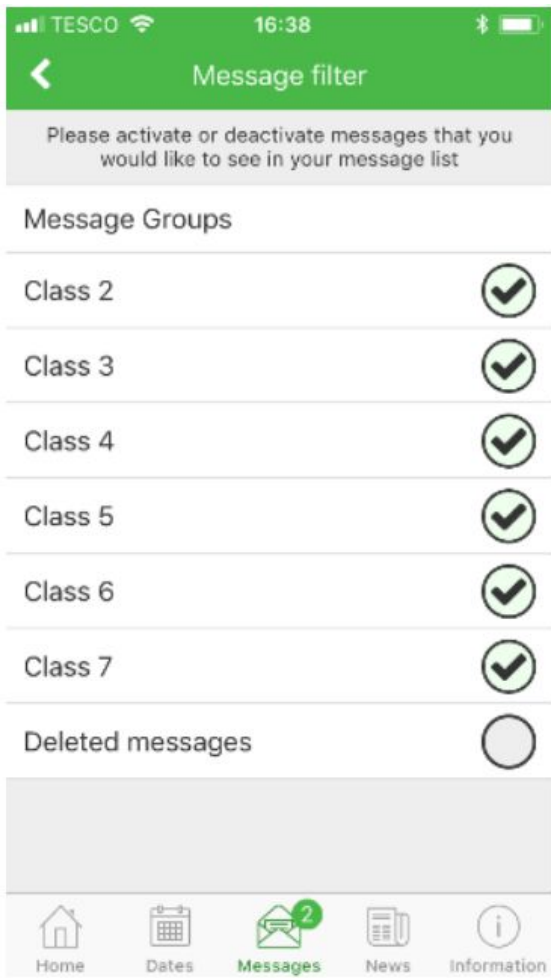 TESCO 16:38
Message filter
Please activate or deactivate messages that you
would like to see in your message list
Message Groups
Class 2
Class 3
Class 4
Class 5
Class 6
Class 7
Deleted messages
2
Home Dates Messages News Information